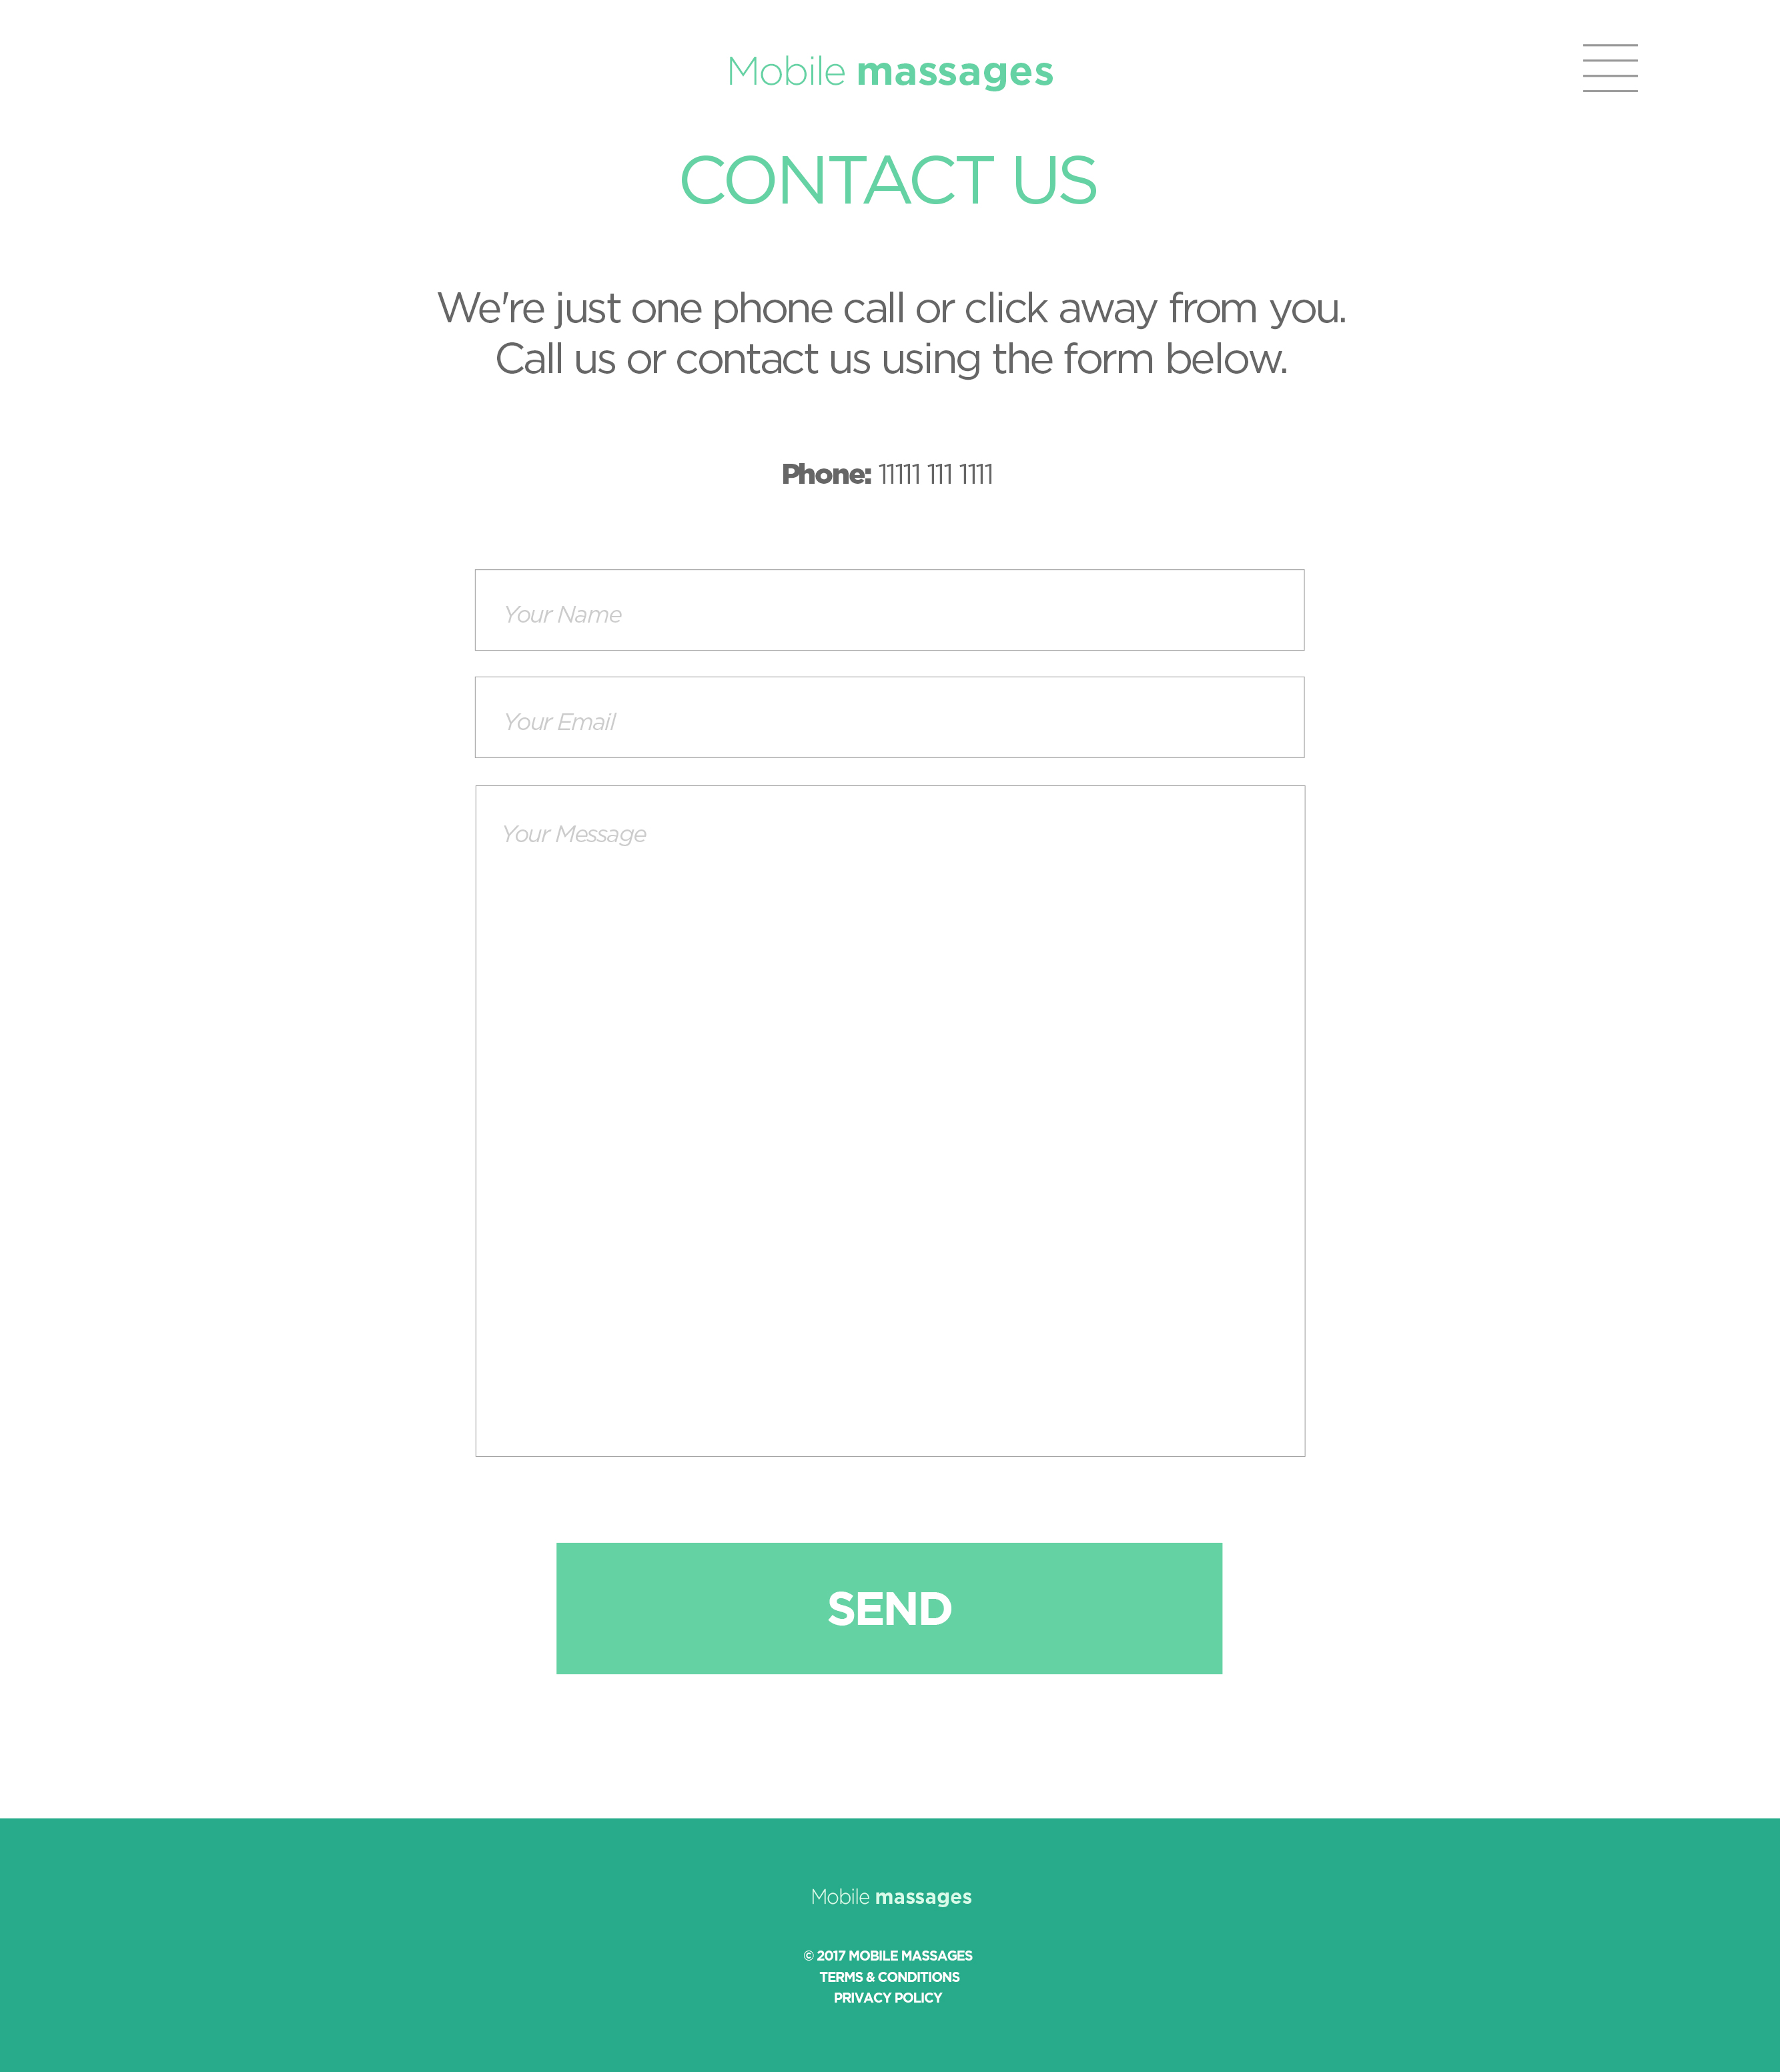 Mobile massages
CONTACT US
We're just one phone call or click away from you.
Call us or contact us using the form below.
Phone: 11111 111 1111
Your Name
Your Email
Your Message
SEND
Mobile massages
© 2017 MOBILE MASSAGES
TERMS & CONDITIONS
PRIVACY POLICY